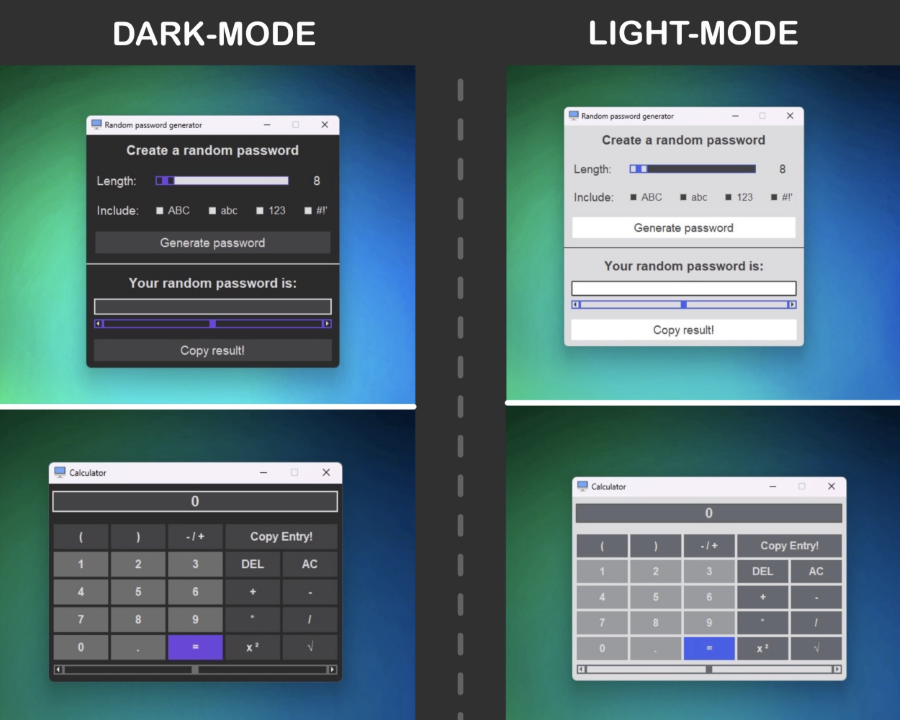 DARK-MODE
LIGHT-MODE
Random password generator
Create a random password
Length: 8
Include: ABC abc 123 #!'
Generate password
Your random password is:
Copy result!
Random password generator
Create a random password
Length: 8
Include: ABC abc 123 #!'
Generate password
Your random password is:
Copy result!
Calculator
0
( ) - / + Copy Entry!
1 2 3 DEL AC
4 5 6 + -
7 8 9 * /
0 . = x² √
Calculator
0
( ) - / + Copy Entry!
1 2 3 DEL AC
4 5 6 + -
7 8 9 * /
0 . = x² √